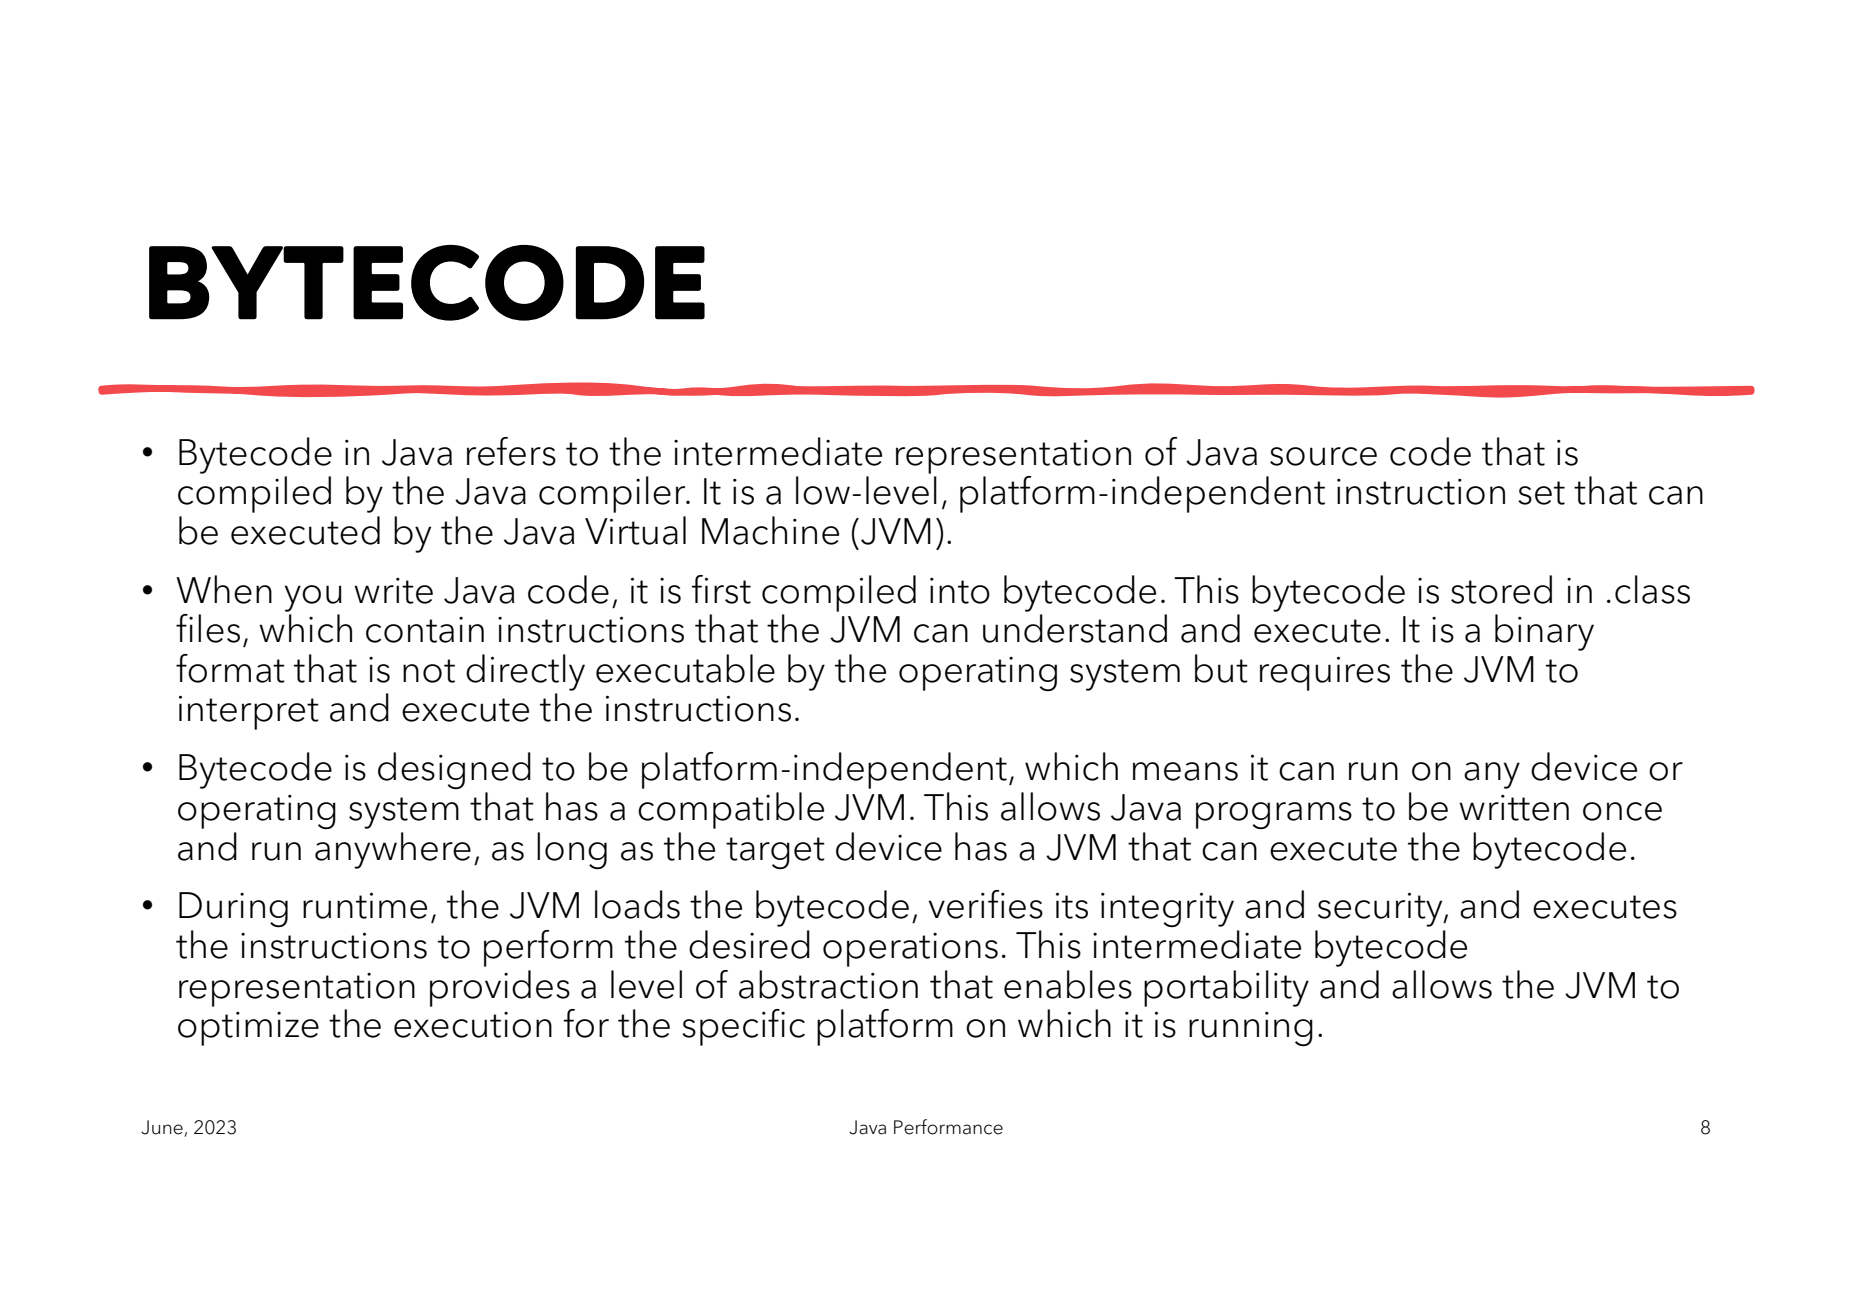 BYTECODE
• Bytecode in Java refers to the intermediate representation of Java source code that is
compiled by the Java compiler. It is a low-level, platform-independent instruction set that can
be executed by the Java Virtual Machine (JVM).
• When you write Java code, it is first compiled into bytecode. This bytecode is stored in .class
files, which contain instructions that the JVM can understand and execute. It is a binary
format that is not directly executable by the operating system but requires the JVM to
interpret and execute the instructions.
• Bytecode is designed to be platform-independent, which means it can run on any device or
operating system that has a compatible JVM. This allows Java programs to be written once
and run anywhere, as long as the target device has a JVM that can execute the bytecode.
• During runtime, the JVM loads the bytecode, verifies its integrity and security, and executes
the instructions to perform the desired operations. This intermediate bytecode
representation provides a level of abstraction that enables portability and allows the JVM to
optimize the execution for the specific platform on which it is running.
June, 2023
Java Performance
8